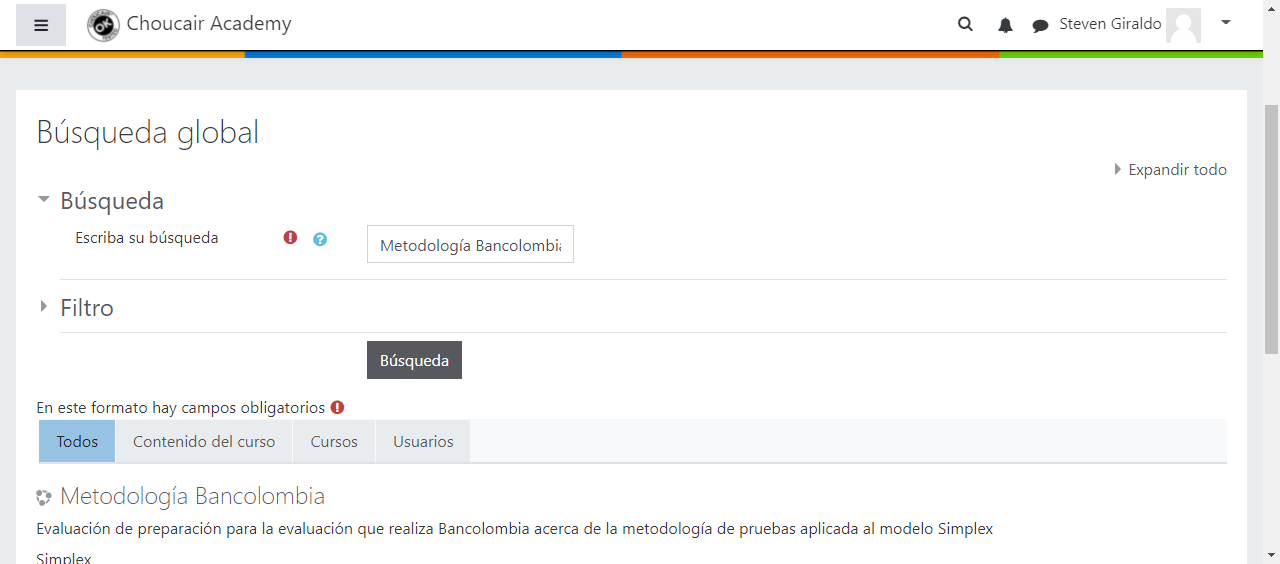 Choucair Academy
Steven Giraldo
Búsqueda global
Expandir todo
Búsqueda
Escriba su búsqueda
Metodología Bancolombi
Filtro
Búsqueda
En este formato hay campos obligatorios
Todos
Contenido del curso
Cursos
Usuarios
Metodología Bancolombia
Evaluación de preparación para la evaluación que realiza Bancolombia acerca de la metodología de pruebas aplicada al modelo Simplex
Simplex